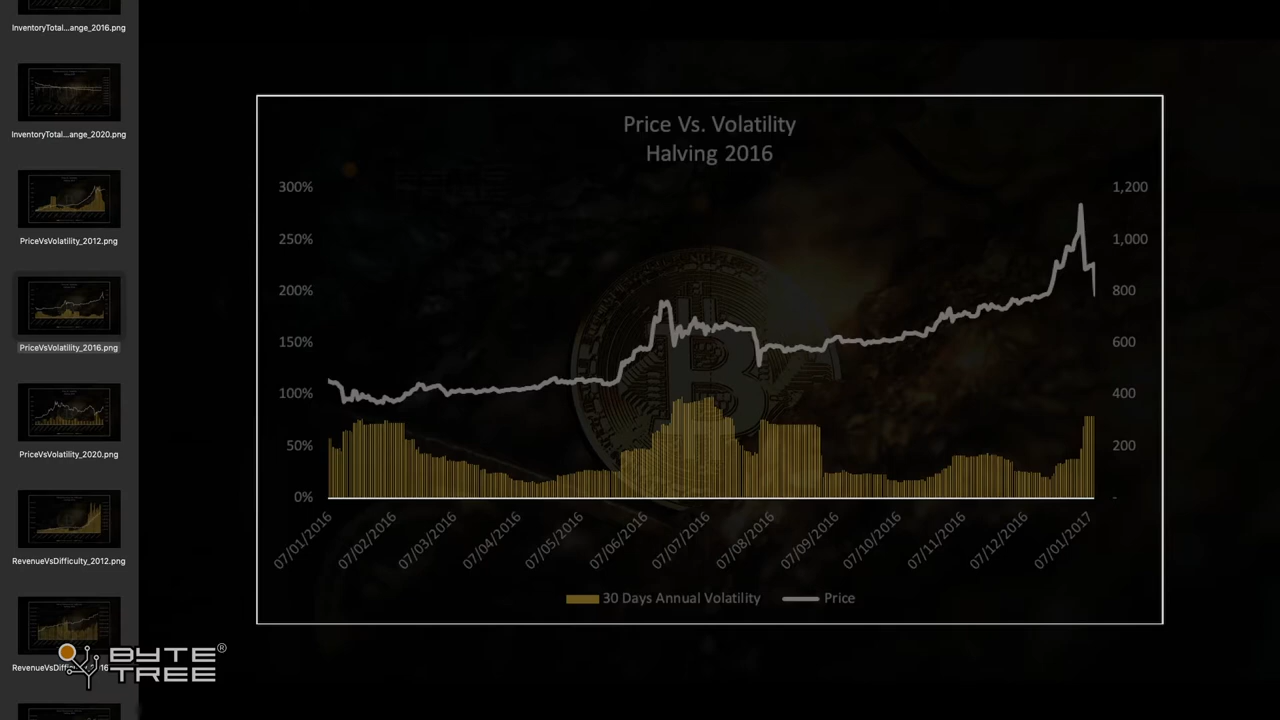 InventoryTotal...ange_2016.png
InventoryTotal...ange_2020.png
PriceVsVolatility_2012.png
PriceVsVolatility_2016.png
PriceVsVolatility_2020.png
RevenueVsDifficulty_2012.png
BYTE
TREE®
Price Vs. Volatility
Halving 2016
300%
250%
200%
150%
100%
50%
0%
1,200
1,000
800
600
400
200
-
07/01/2016
07/02/2016
07/03/2016
07/04/2016
07/05/2016
07/06/2016
07/07/2016
07/08/2016
07/09/2016
07/10/2016
07/11/2016
07/12/2016
07/01/2017
30 Days Annual Volatility
Price